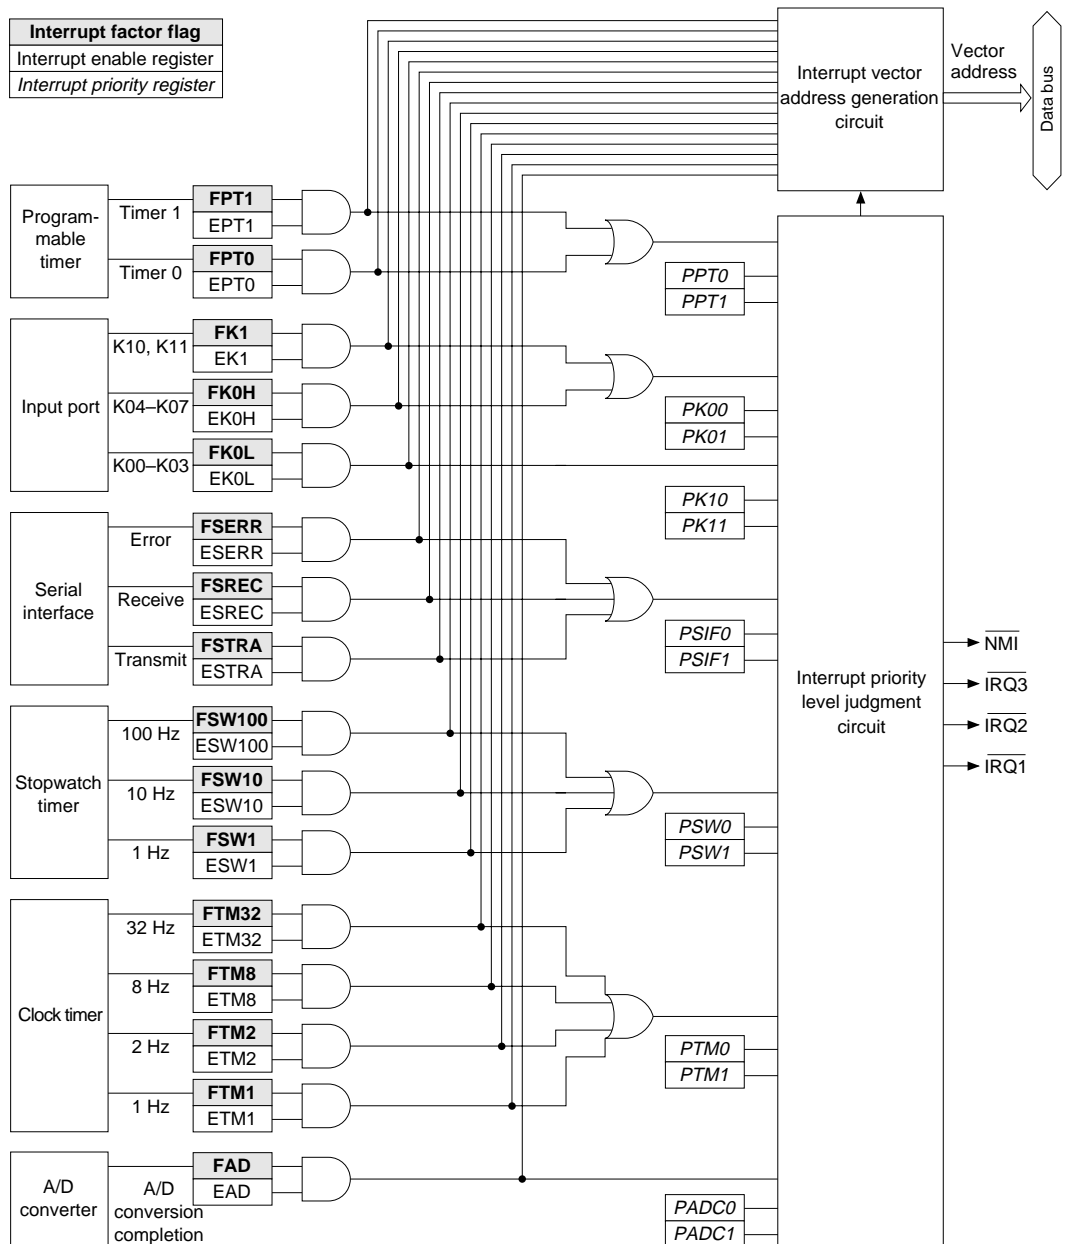 Interrupt factor flag
Interrupt enable register
Interrupt priority register
Interrupt vector
address generation
circuit
Vector
address
Data bus
Program-
mable
timer
Timer 1
FPT1
EPT1
Timer 0
FPT0
EPT0
PPT0
PPT1
Input port
K10, K11
FK1
EK1
K04–K07
FK0H
EK0H
K00–K03
FK0L
EK0L
PK00
PK01
PK10
PK11
Serial
interface
Error
FSERR
ESERR
Receive
FSREC
ESREC
Transmit
FSTRA
ESTRA
PSIF0
PSIF1
Interrupt priority
level judgment
circuit
NMI
IRQ3
IRQ2
IRQ1
Stopwatch
timer
100 Hz
FSW100
ESW100
10 Hz
FSW10
ESW10
1 Hz
FSW1
ESW1
PSW0
PSW1
Clock timer
32 Hz
FTM32
ETM32
8 Hz
FTM8
ETM8
2 Hz
FTM2
ETM2
1 Hz
FTM1
ETM1
PTM0
PTM1
A/D
converter
A/D
conversion
completion
FAD
EAD
PADC0
PADC1